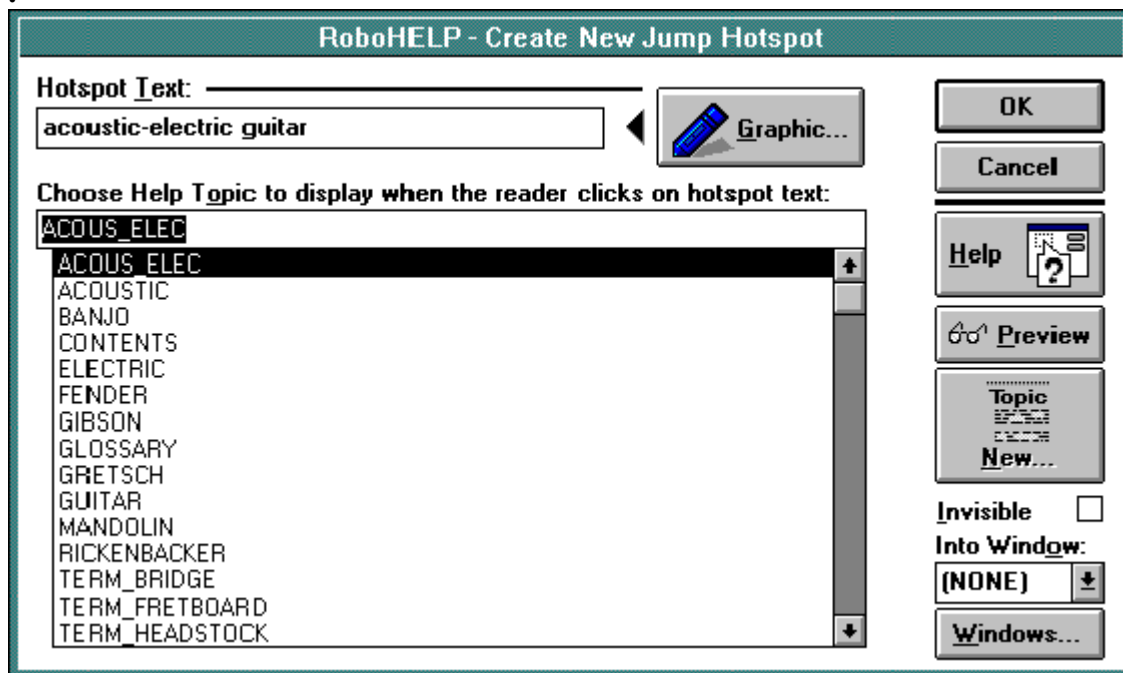 RoboHELP - Create New Jump Hotspot
Hotspot Text:
acoustic-electric guitar
Graphic...
Choose Help Topic to display when the reader clicks on hotspot text:
ACOUS_ELEC
ACOUS_ELEC
ACOUSTIC
BANJO
CONTENTS
ELECTRIC
FENDER
GIBSON
GLOSSARY
GRETSCH
GUITAR
MANDOLIN
RICKENBACKER
TERM_BRIDGE
TERM_FRETBOARD
TERM_HEADSTOCK
OK
Cancel
Help
?
Preview
Topic
New...
Invisible
Into Window:
(NONE)
Windows...